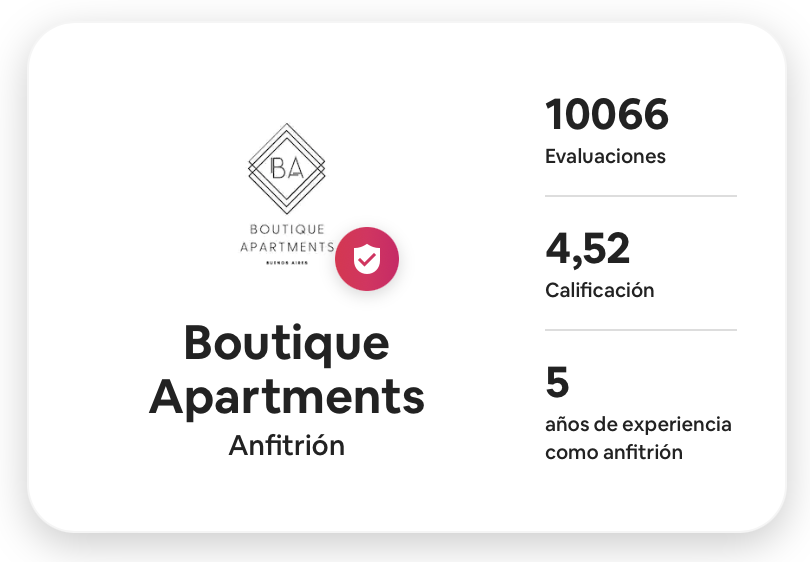 BA
BOUTIQUE
APARTMENTS
BUENOS AIRES
Boutique
Apartments
Anfitrión
10066
Evaluaciones
4,52
Calificación
5
años de experiencia
como anfitrión